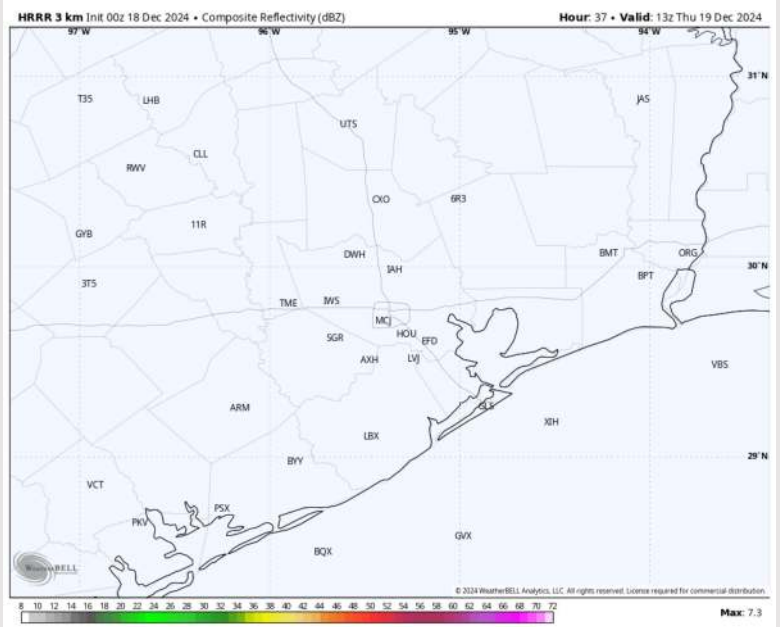 HRRR 3 km Init 00z 18 Dec 2024 • Composite Reflectivity (dBZ) Hour: 37 • Valid: 13z Thu 19 Dec 2024
97°W 96°W 95°W 94°W
31°N
T35 LHB JAS
UTS
CLL
RWV
CXO 6R3
11R
GYB
DWH BMT ORG
IAH 30°N
BPT
3T5
TME IWS
MCJ
SGR HOU EFD
AXH LVJ
VBS
ARM GLS
XIH
LBX
29°N
BYY
VCT
PSX
PKV
GVX
BQX
WeatherBELL
© 2024 WeatherBELL Analytics, LLC. All rights reserved. License required for commercial distribution.
8 10 12 14 16 18 20 22 24 26 28 30 32 34 36 38 40 42 44 46 48 50 52 54 56 58 60 62 64 66 68 70 72 Max: 7.3